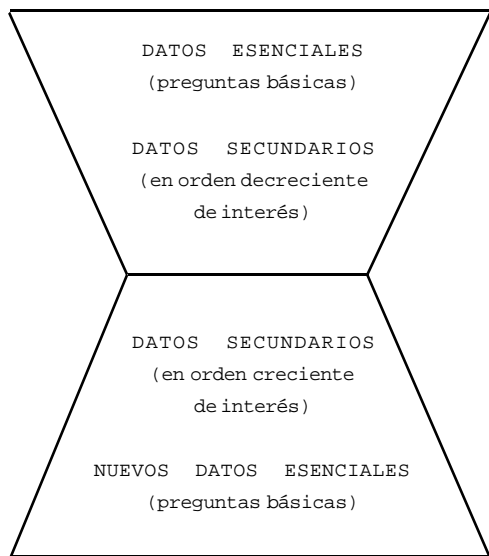 DATOS ESENCIALES
(preguntas básicas)
DATOS SECUNDARIOS
(en orden decreciente
de interés)
DATOS SECUNDARIOS
(en orden creciente
de interés)
NUEVOS DATOS ESENCIALES
(preguntas básicas)